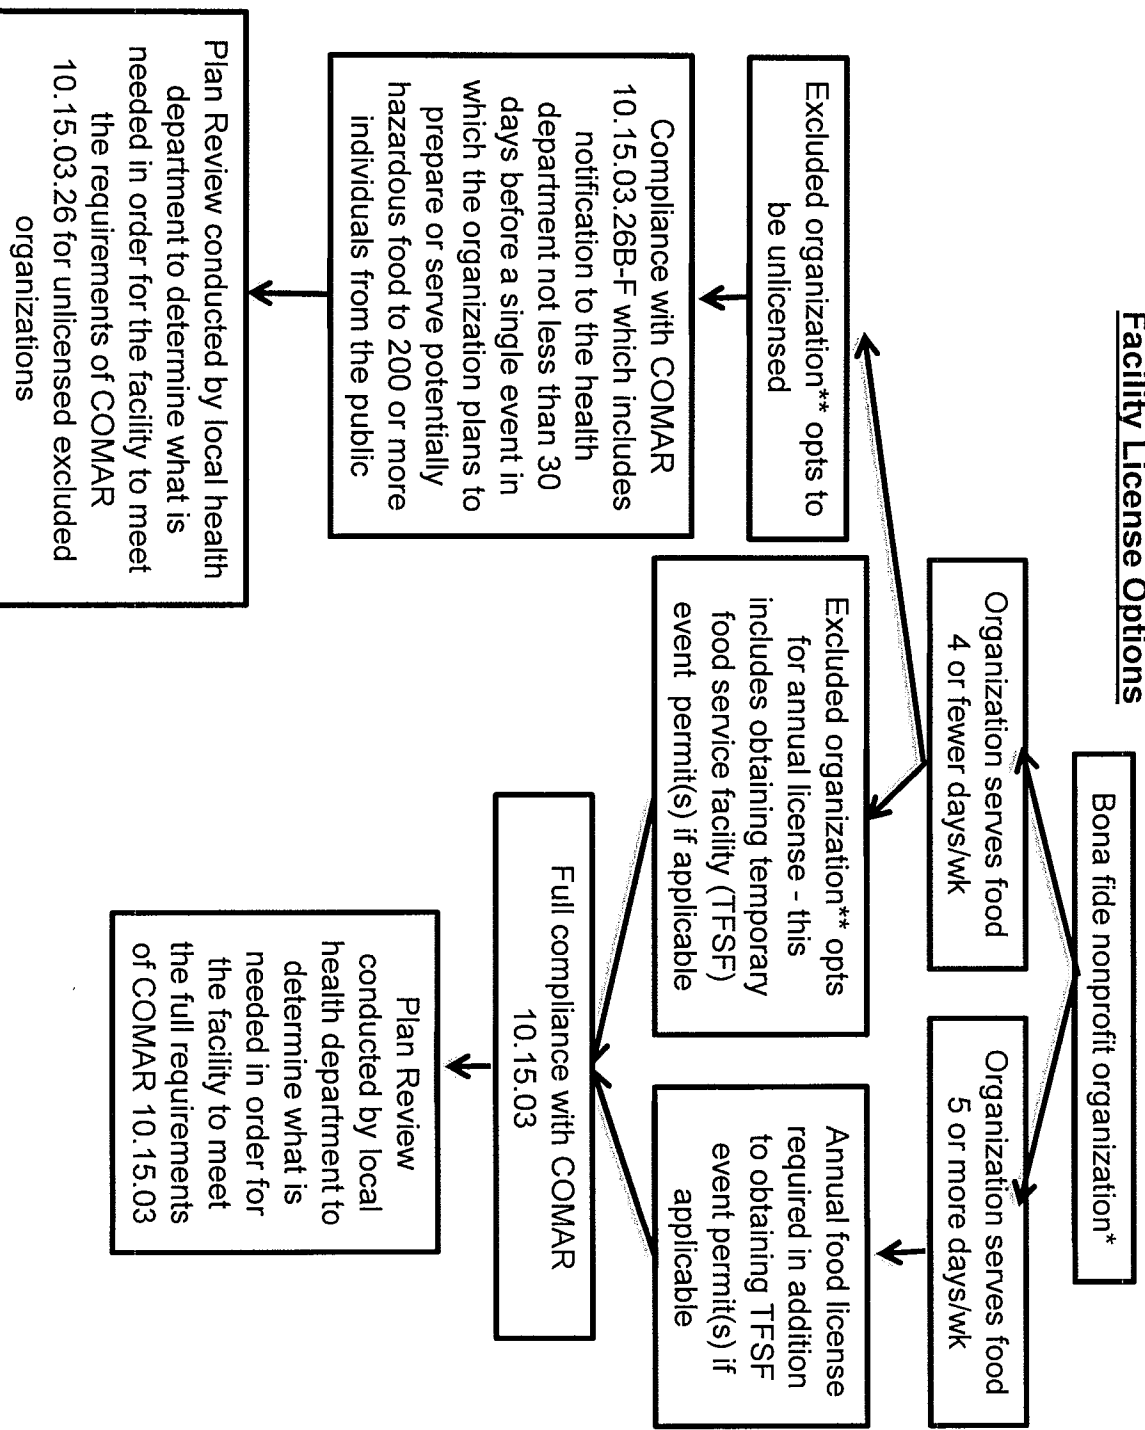 Facility License Options
Bona fide nonprofit organization*
Organization serves food
4 or fewer days/wk
Organization serves food
5 or more days/wk
Excluded organization** opts to
be unlicensed
Excluded organization** opts
for annual license - this
includes obtaining temporary
food service facility (TFSF)
event permit(s) if applicable
Annual food license
required in addition
to obtaining TFSF
event permit(s) if
applicable
Compliance with COMAR
10.15.03.26B-F which includes
notification to the health
department not less than 30
days before a single event in
which the organization plans to
prepare or serve potentially
hazardous food to 200 or more
individuals from the public
Full compliance with COMAR
10.15.03
Plan Review conducted by local health
department to determine what is
needed in order for the facility to meet
the requirements of COMAR
10.15.03.26 for unlicensed excluded
organizations
Plan Review
conducted by local
health department to
determine what is
needed in order for
the facility to meet
the full requirements
of COMAR 10.15.03